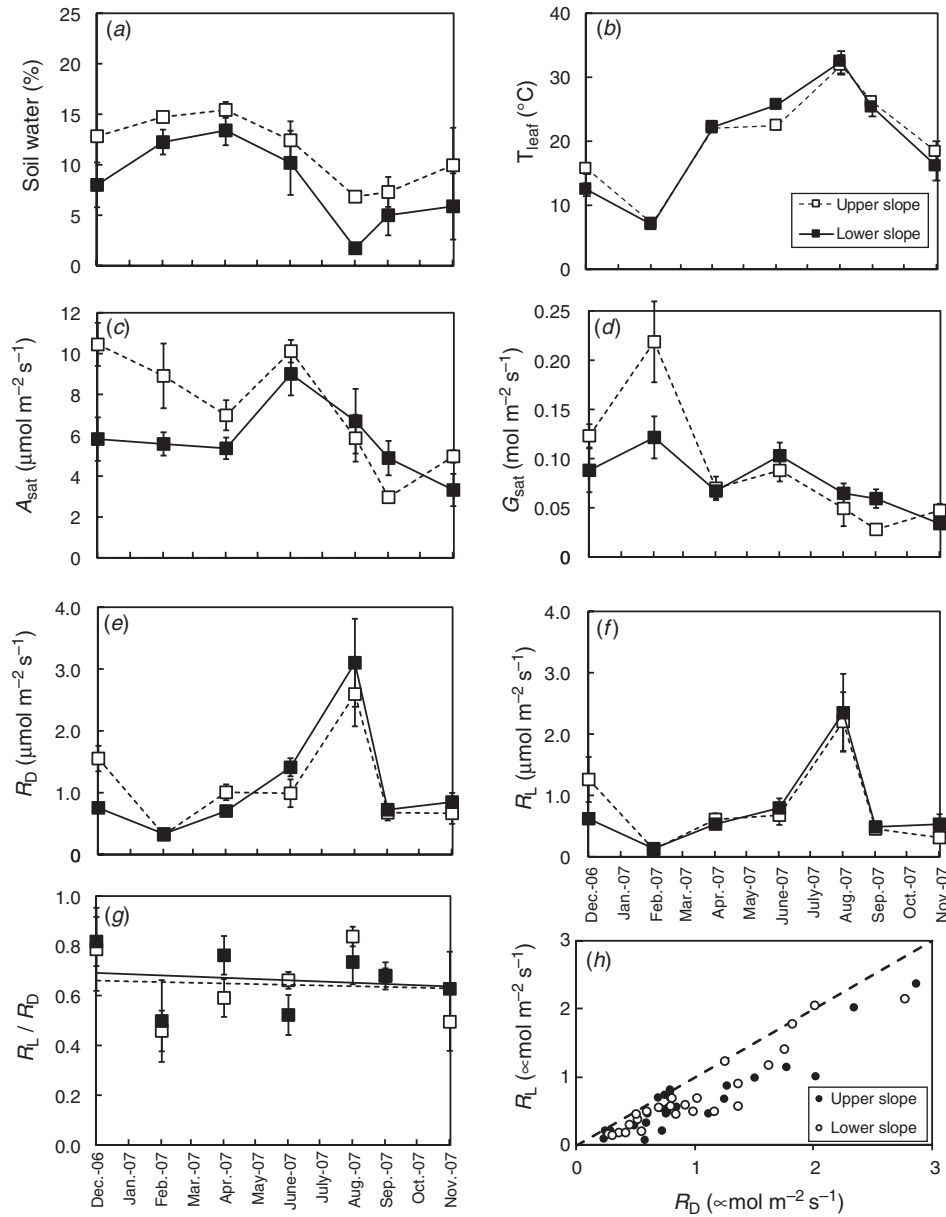 (a)
Soil water (%)
25
20
15
10
5
0
(b)
T_leaf (°C)
40
30
20
10
0
Upper slope
Lower slope
(c)
A_sat (µmol m⁻² s⁻¹)
12
10
8
6
4
2
0
(d)
G_sat (mol m⁻² s⁻¹)
0.25
0.20
0.15
0.10
0.05
0
(e)
R_D (µmol m⁻² s⁻¹)
4.0
3.0
2.0
1.0
0
(f)
R_L (µmol m⁻² s⁻¹)
4.0
3.0
2.0
1.0
0
Dec.-06
Jan.-07
Feb.-07
Mar.-07
Apr.-07
May-07
June-07
July-07
Aug.-07
Sep.-07
Oct.-07
Nov.-07
(g)
R_L / R_D
1.0
0.8
0.6
0.4
0.2
0.0
Dec.-06
Jan.-07
Feb.-07
Mar.-07
Apr.-07
May-07
June-07
July-07
Aug.-07
Sep.-07
Oct.-07
Nov.-07
(h)
R_L (∝mol m⁻² s⁻¹)
3
2
1
0
Upper slope
Lower slope
0
1
2
3
R_D (∝mol m⁻² s⁻¹)